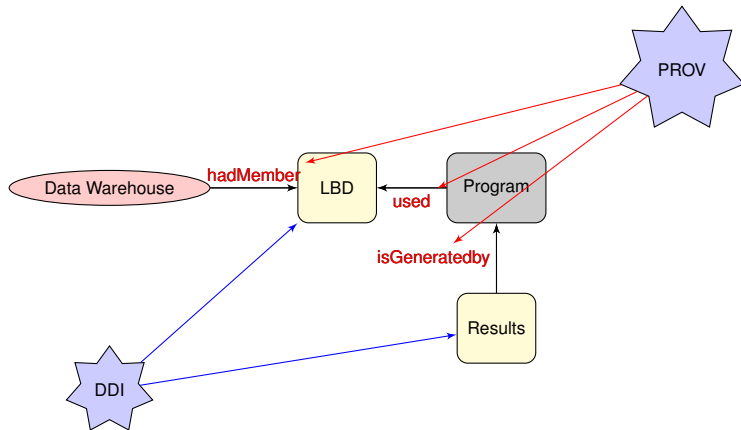 PROV
hadMember
Data Warehouse
LBD
Program
used
isGeneratedby
Results
DDI